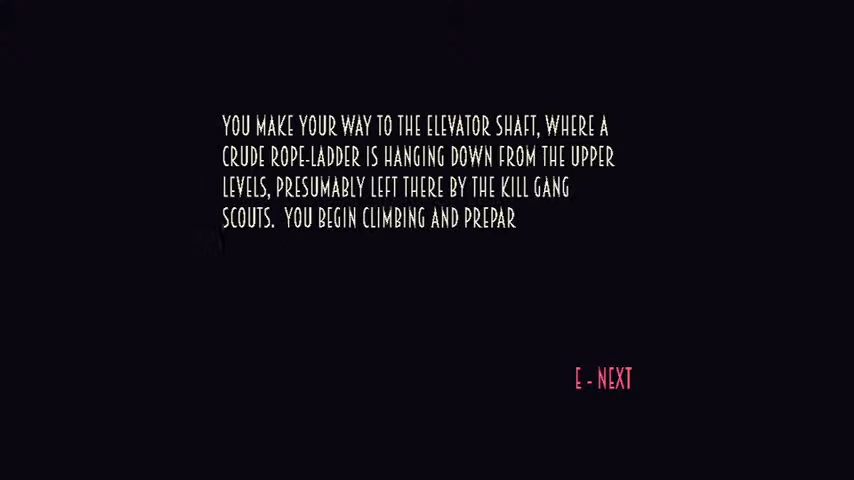 YOU MAKE YOUR WAY TO THE ELEVATOR SHAFT, WHERE A
CRUDE ROPE-LADDER IS HANGING DOWN FROM THE UPPER
LEVELS, PRESUMABLY LEFT THERE BY THE KILL GANG
SCOUTS.  YOU BEGIN CLIMBING AND PREPAR
E - NEXT